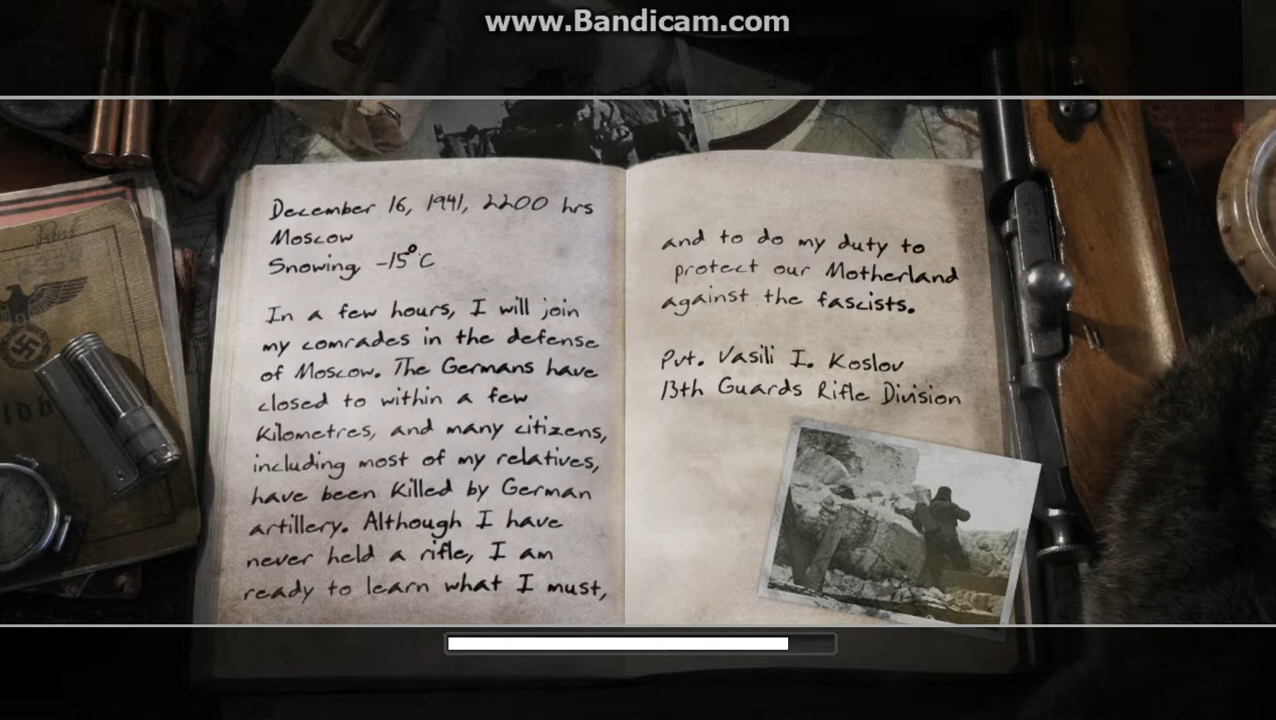 www.Bandicam.com
December 16, 1941, 2200 hrs
Moscow
Snowing -15°C
In a few hours, I will join
my comrades in the defense
of Moscow. The Germans have
closed to within a few
kilometres, and many citizens,
including most of my relatives,
have been killed by German
artillery. Although I have
never held a rifle, I am
ready to learn what I must,
and to do my duty to
protect our Motherland
against the fascists.
Pvt. Vasili I. Koslov
13th Guards Rifle Division